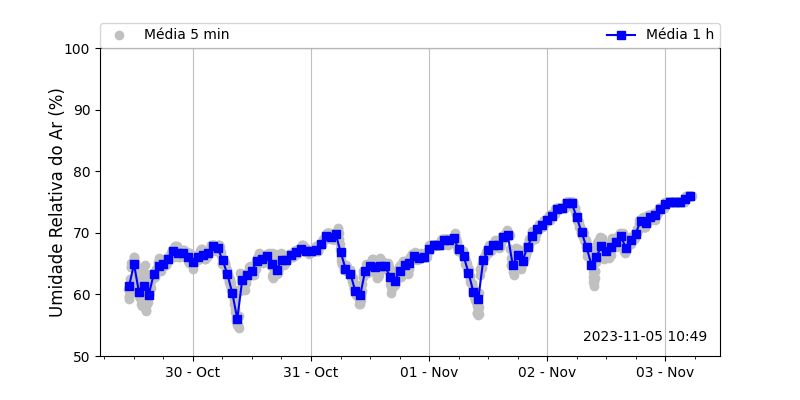 Média 5 min
Média 1 h
Umidade Relativa do Ar (%)
100
90
80
70
60
50
2023-11-05 10:49
30 - Oct
31 - Oct
01 - Nov
02 - Nov
03 - Nov